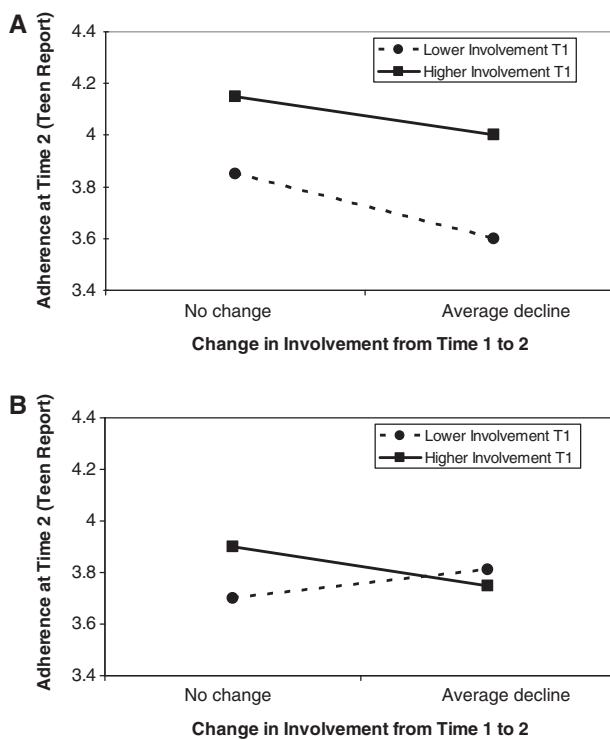 A
4.4
4.2
4
3.8
3.6
3.4
Adherence at Time 2 (Teen Report)
Lower Involvement T1
Higher Involvement T1
No change
Average decline
Change in Involvement from Time 1 to 2
B
4.4
4.2
4
3.8
3.6
3.4
Adherence at Time 2 (Teen Report)
Lower Involvement T1
Higher Involvement T1
No change
Average decline
Change in Involvement from Time 1 to 2